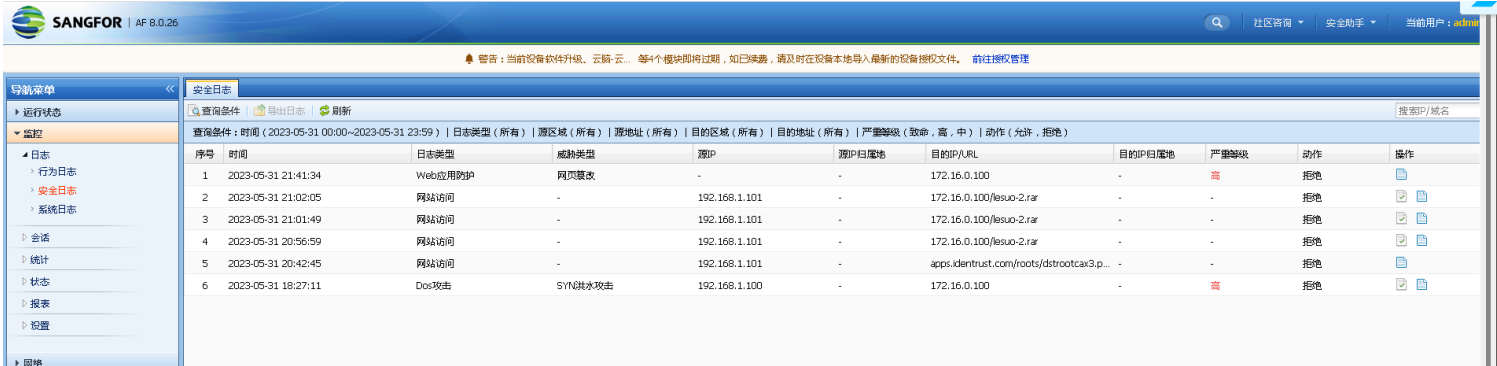 SANGFOR | AF 8.0.26 社区咨询 安全助手 当前用户：admin
警告：当前设备软件升级、云脑-云... 等4个模块即将过期，如已续费，请及时在设备本地导入最新的设备授权文件。 前往授权管理
导航菜单 « 安全日志
运行状态 查询条件 导出日志 刷新 搜索IP/域名
监控 查询条件：时间（2023-05-31 00:00~2023-05-31 23:59）| 日志类型（所有）| 源区域（所有）| 源地址（所有）| 目的区域（所有）| 目的地址（所有）| 严重等级（致命，高，中）| 动作（允许，拒绝）
日志 序号 时间 日志类型 威胁类型 源IP 源IP归属地 目的IP/URL 目的IP归属地 严重等级 动作 操作
行为日志 1 2023-05-31 21:41:34 Web应用防护 网页篡改 - - 172.16.0.100 - 高 拒绝
安全日志 2 2023-05-31 21:02:05 网站访问 - 192.168.1.101 - 172.16.0.100/lesuo-2.rar - - 拒绝
系统日志 3 2023-05-31 21:01:49 网站访问 - 192.168.1.101 - 172.16.0.100/lesuo-2.rar - - 拒绝
会话 4 2023-05-31 20:56:59 网站访问 - 192.168.1.101 - 172.16.0.100/lesuo-2.rar - - 拒绝
统计 5 2023-05-31 20:42:45 网站访问 - 192.168.1.101 - apps.identrust.com/roots/dstrootcax3.p... - - 拒绝
状态 6 2023-05-31 18:27:11 Dos攻击 SYN洪水攻击 192.168.1.100 - 172.16.0.100 - 高 拒绝
报表
设置
网络